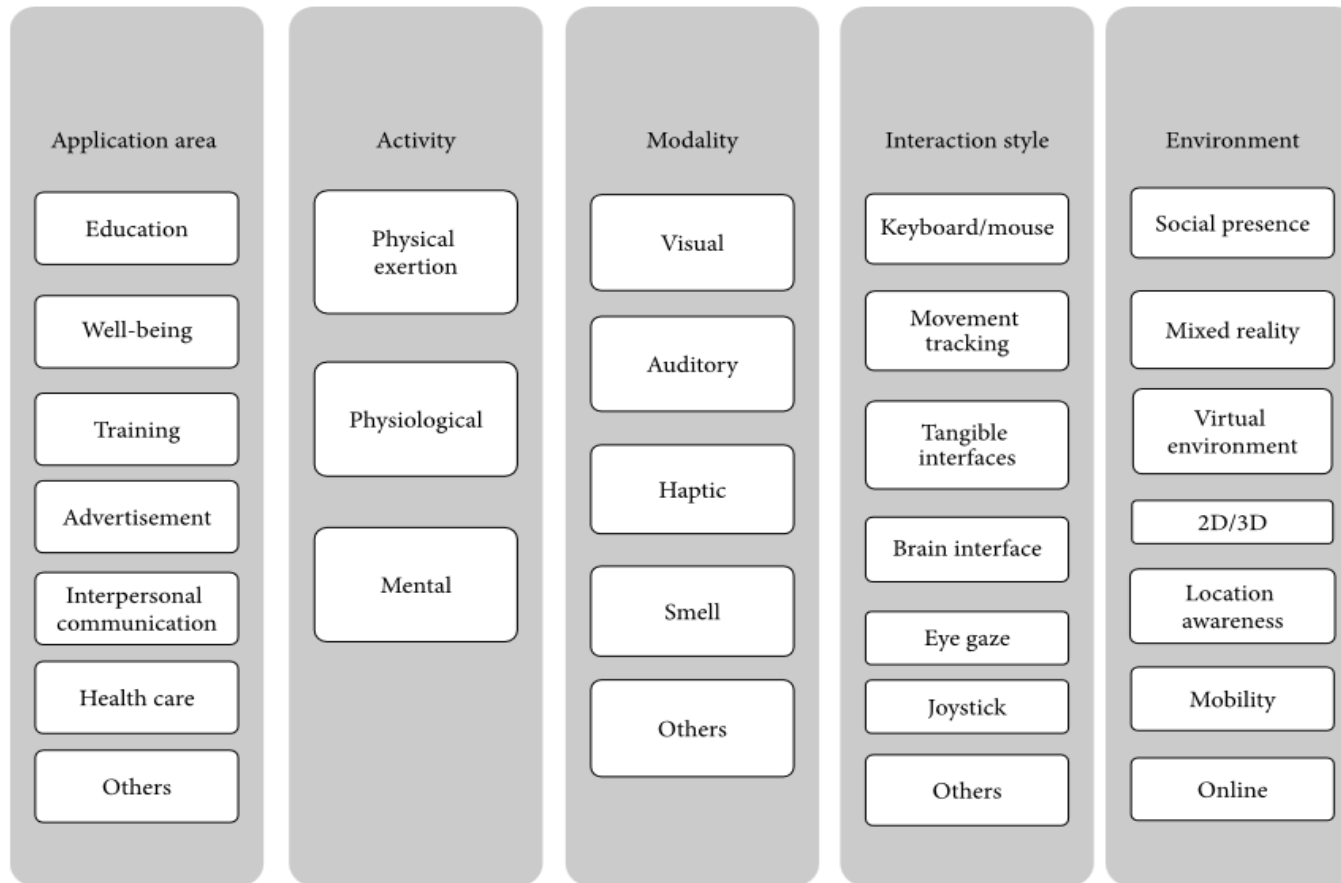 Application area
Education
Well-being
Training
Advertisement
Interpersonal
communication
Health care
Others
Activity
Physical
exertion
Physiological
Mental
Modality
Visual
Auditory
Haptic
Smell
Others
Interaction style
Keyboard/mouse
Movement
tracking
Tangible
interfaces
Brain interface
Eye gaze
Joystick
Others
Environment
Social presence
Mixed reality
Virtual
environment
2D/3D
Location
awareness
Mobility
Online